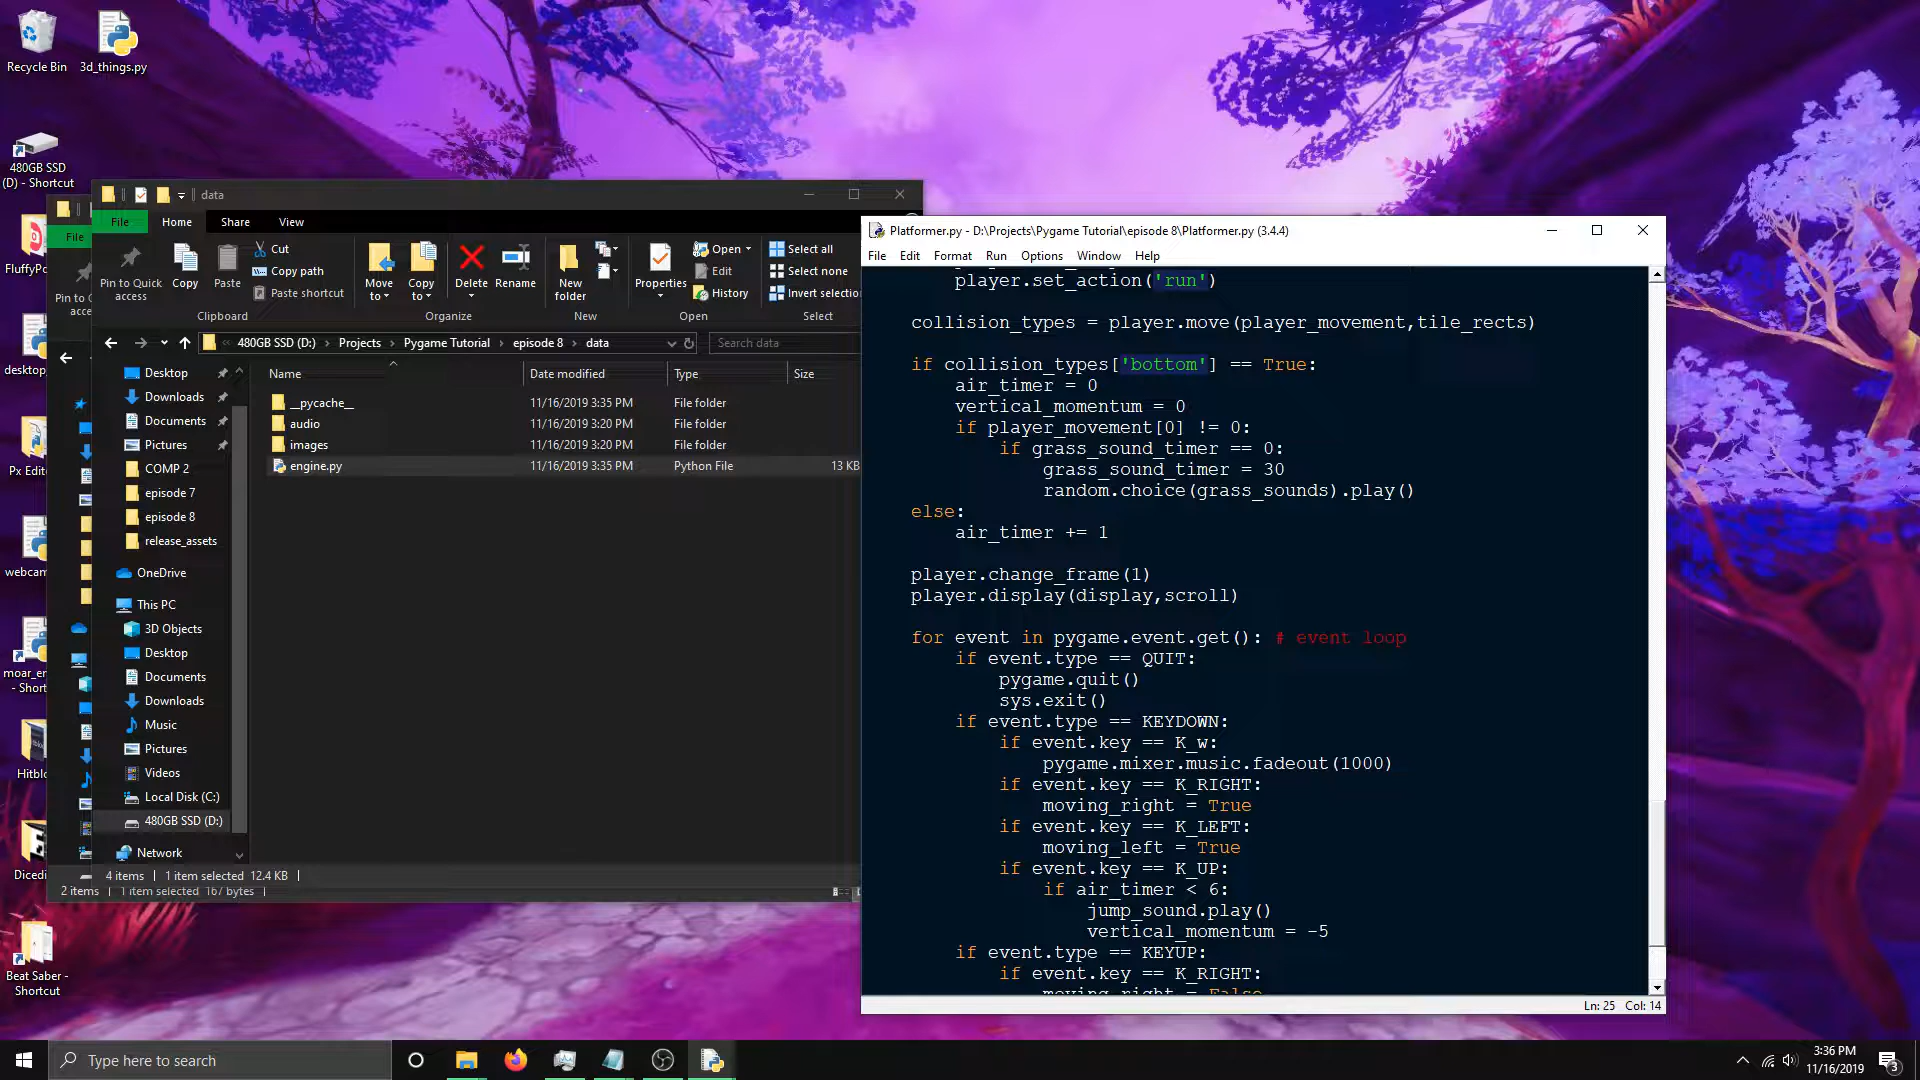 Recycle Bin
3d_things.py
480GB SSD
(D) - Shortcut
data
File
Home
Share
View
File
Pin to Quick
access
Copy
Paste
Cut
Copy path
Paste shortcut
Clipboard
Move
to
Copy
to
Delete
Rename
Organize
New
folder
New
Properties
Open
Edit
History
Open
Select all
Select none
Invert selectio
Select
480GB SSD (D:)
Projects
Pygame Tutorial
episode 8
data
Search data
Desktop
Downloads
Documents
Pictures
COMP 2
episode 7
episode 8
release_assets
OneDrive
This PC
3D Objects
Desktop
Documents
Downloads
Music
Pictures
Videos
Local Disk (C:)
480GB SSD (D:)
Network
Name
Date modified
Type
Size
__pycache__ 11/16/2019 3:35 PM File folder
audio 11/16/2019 3:20 PM File folder
images 11/16/2019 3:20 PM File folder
engine.py 11/16/2019 3:35 PM Python File 13 KB
4 items
1 item selected 12.4 KB
2 items
1 item selected 167 bytes
FluffyPo
desktop
Px Edit
webcam
moar_e
- Short
Hitblo
Dicedi
Beat Saber -
Shortcut
Platformer.py - D:\Projects\Pygame Tutorial\episode 8\Platformer.py (3.4.4)
File Edit Format Run Options Window Help
player.set_action('run')
collision_types = player.move(player_movement,tile_rects)
if collision_types['bottom'] == True:
air_timer = 0
vertical_momentum = 0
if player_movement[0] != 0:
if grass_sound_timer == 0:
grass_sound_timer = 30
random.choice(grass_sounds).play()
else:
air_timer += 1
player.change_frame(1)
player.display(display,scroll)
for event in pygame.event.get(): # event loop
if event.type == QUIT:
pygame.quit()
sys.exit()
if event.type == KEYDOWN:
if event.key == K_w:
pygame.mixer.music.fadeout(1000)
if event.key == K_RIGHT:
moving_right = True
if event.key == K_LEFT:
moving_left = True
if event.key == K_UP:
if air_timer < 6:
jump_sound.play()
vertical_momentum = -5
if event.type == KEYUP:
if event.key == K_RIGHT:
moving_right = False
Ln: 25 Col: 14
Type here to search
3:36 PM
11/16/2019
3